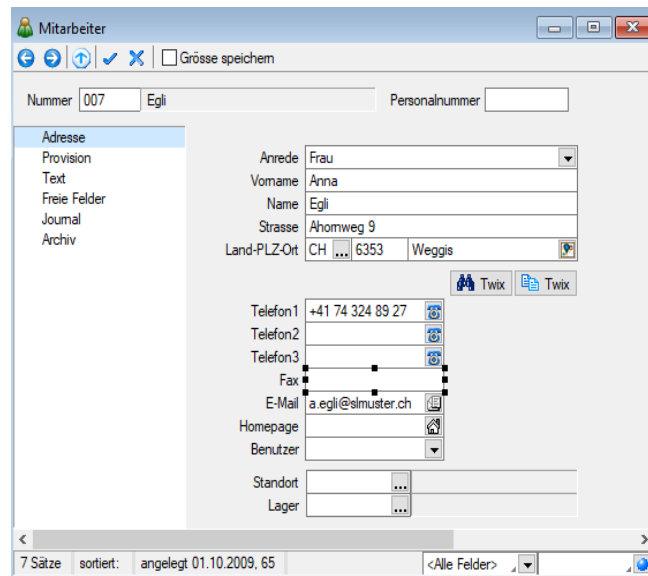 Mitarbeiter
Grösse speichern
Nummer 007 Egli Personalnummer
Adresse
Provision
Text
Freie Felder
Journal
Archiv
Anrede Frau
Vorname Anna
Name Egli
Strasse Ahornweg 9
Land-PLZ-Ort CH ... 6353 Weggis
Twix Twix
Telefon1 +41 74 324 89 27
Telefon2
Telefon3
Fax
E-Mail a.egli@slmuster.ch
Homepage
Benutzer
Standort ...
Lager ...
7 Sätze sortiert: angelegt 01.10.2009, 65 <Alle Felder>